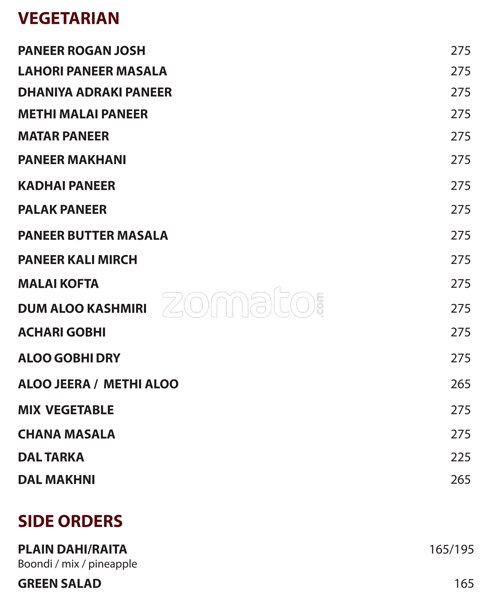 VEGETARIAN
PANEER ROGAN JOSH 275
LAHORI PANEER MASALA 275
DHANIYA ADRAKI PANEER 275
METHI MALAI PANEER 275
MATAR PANEER 275
PANEER MAKHANI 275
KADHAI PANEER 275
PALAK PANEER 275
PANEER BUTTER MASALA 275
PANEER KALI MIRCH 275
MALAI KOFTA 275
zomato.com
DUM ALOO KASHMIRI 275
ACHARI GOBHI 275
ALOO GOBHI DRY 275
ALOO JEERA / METHI ALOO 265
MIX VEGETABLE 275
CHANA MASALA 275
DAL TARKA 225
DAL MAKHNI 265
SIDE ORDERS
PLAIN DAHI/RAITA 165/195
Boondi / mix / pineapple
GREEN SALAD 165